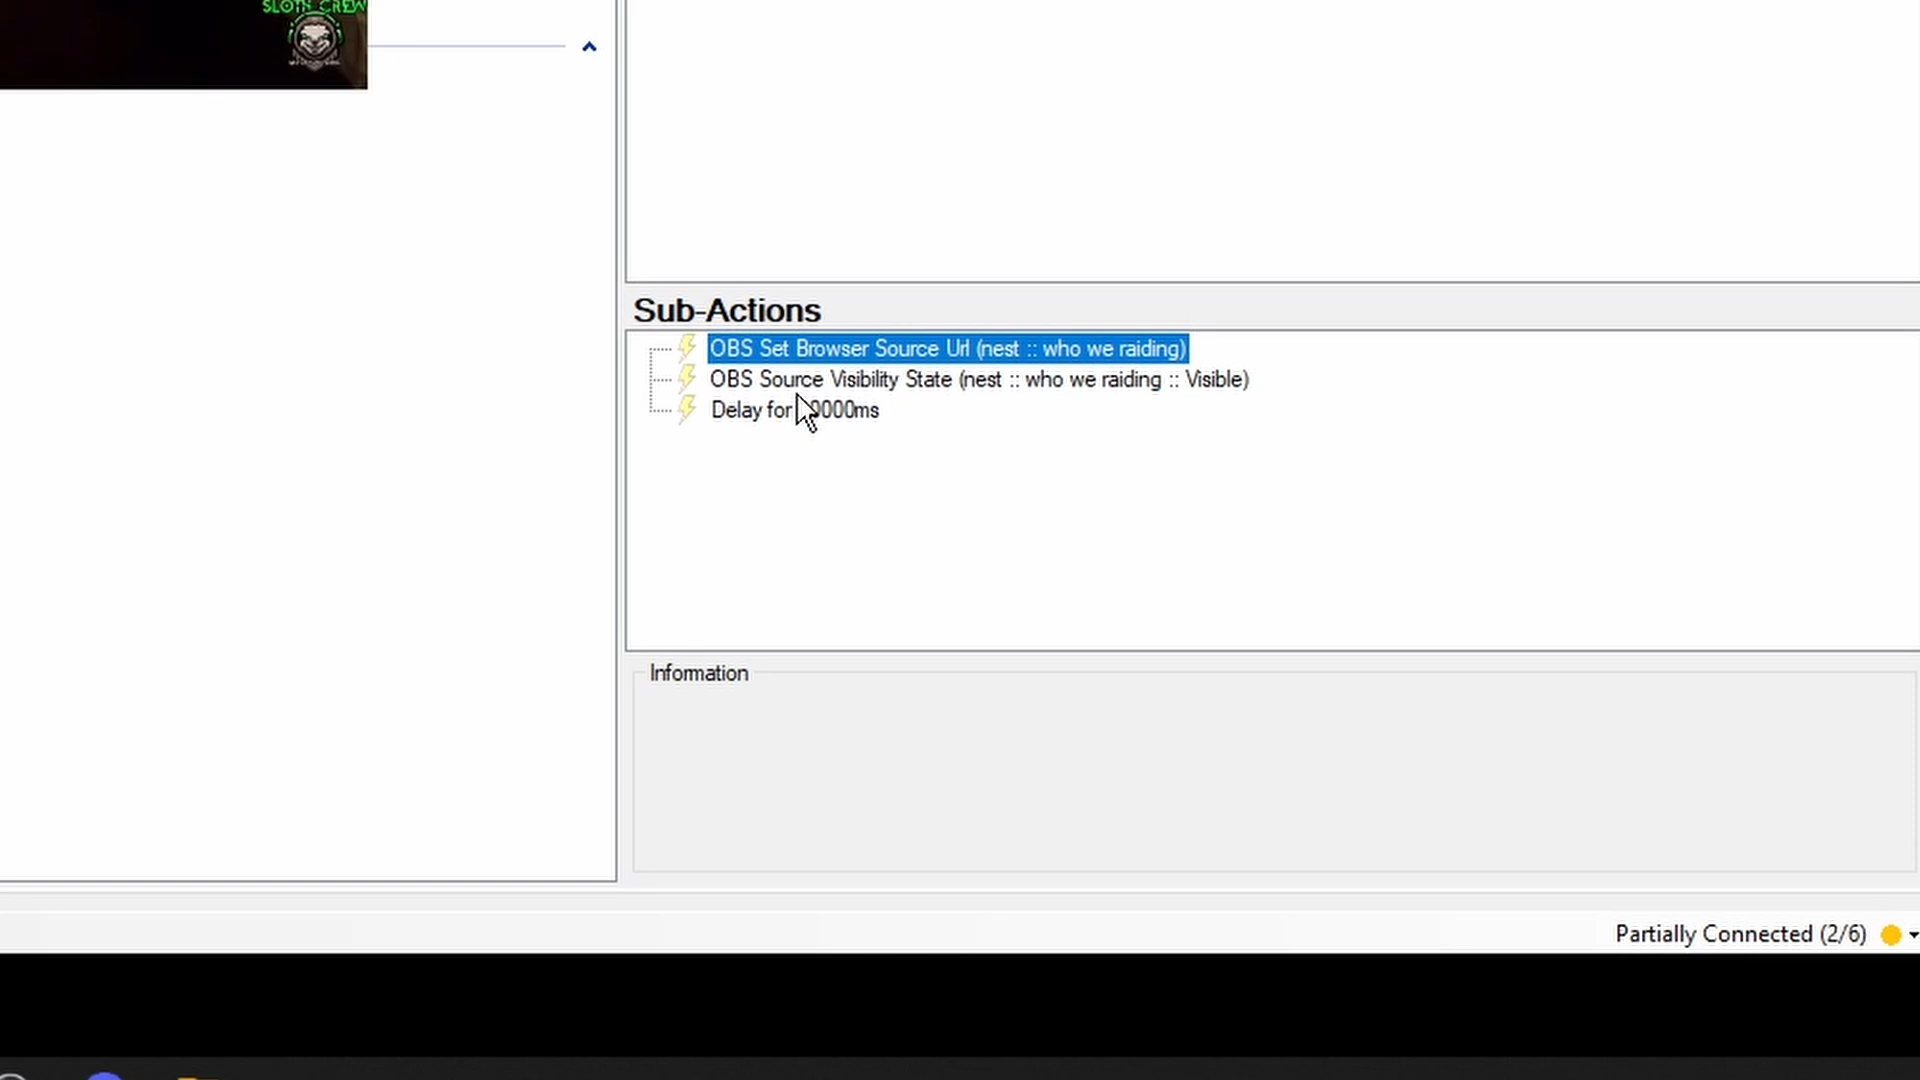 SLOTH CREW
Sub-Actions
OBS Set Browser Source Url (nest :: who we raiding)
OBS Source Visibility State (nest :: who we raiding :: Visible)
Delay for
Information
Partially Connected (2/6)